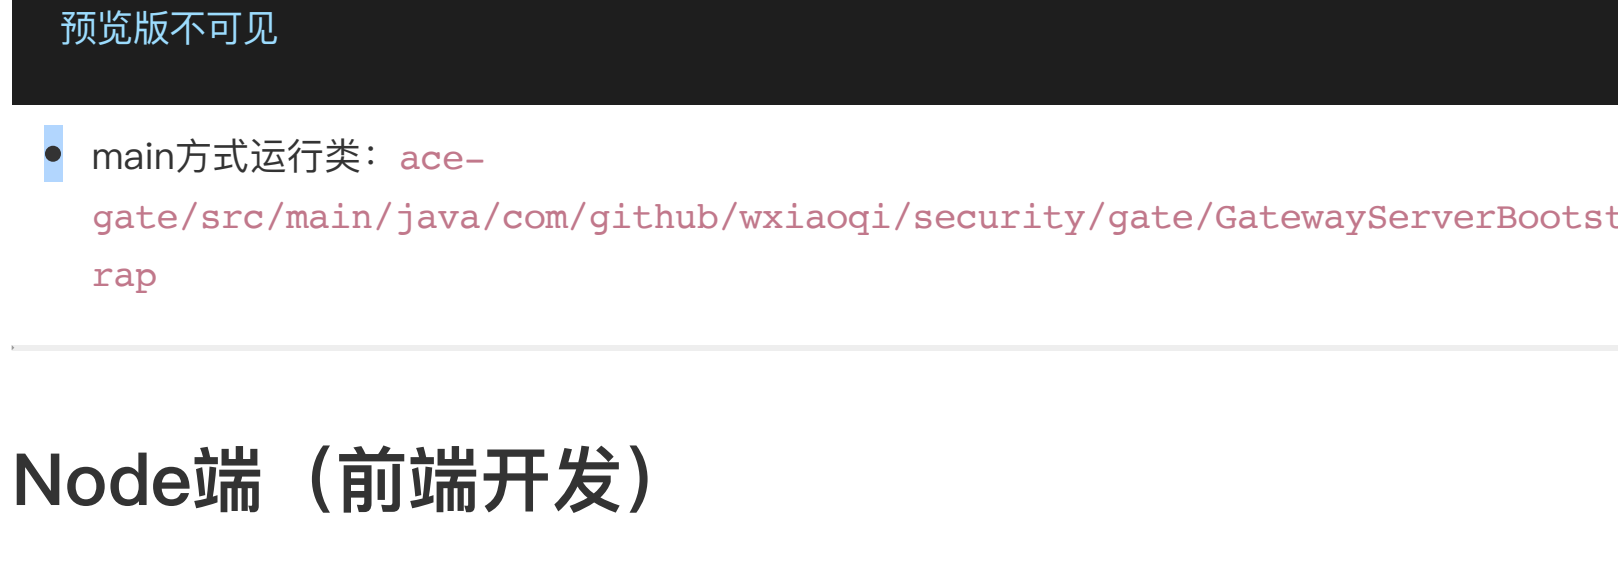 预览版不可见
• main方式运行类：ace-
gate/src/main/java/com/github/wxiaoqi/security/gate/GatewayServerBootst
rap
Node端（前端开发）